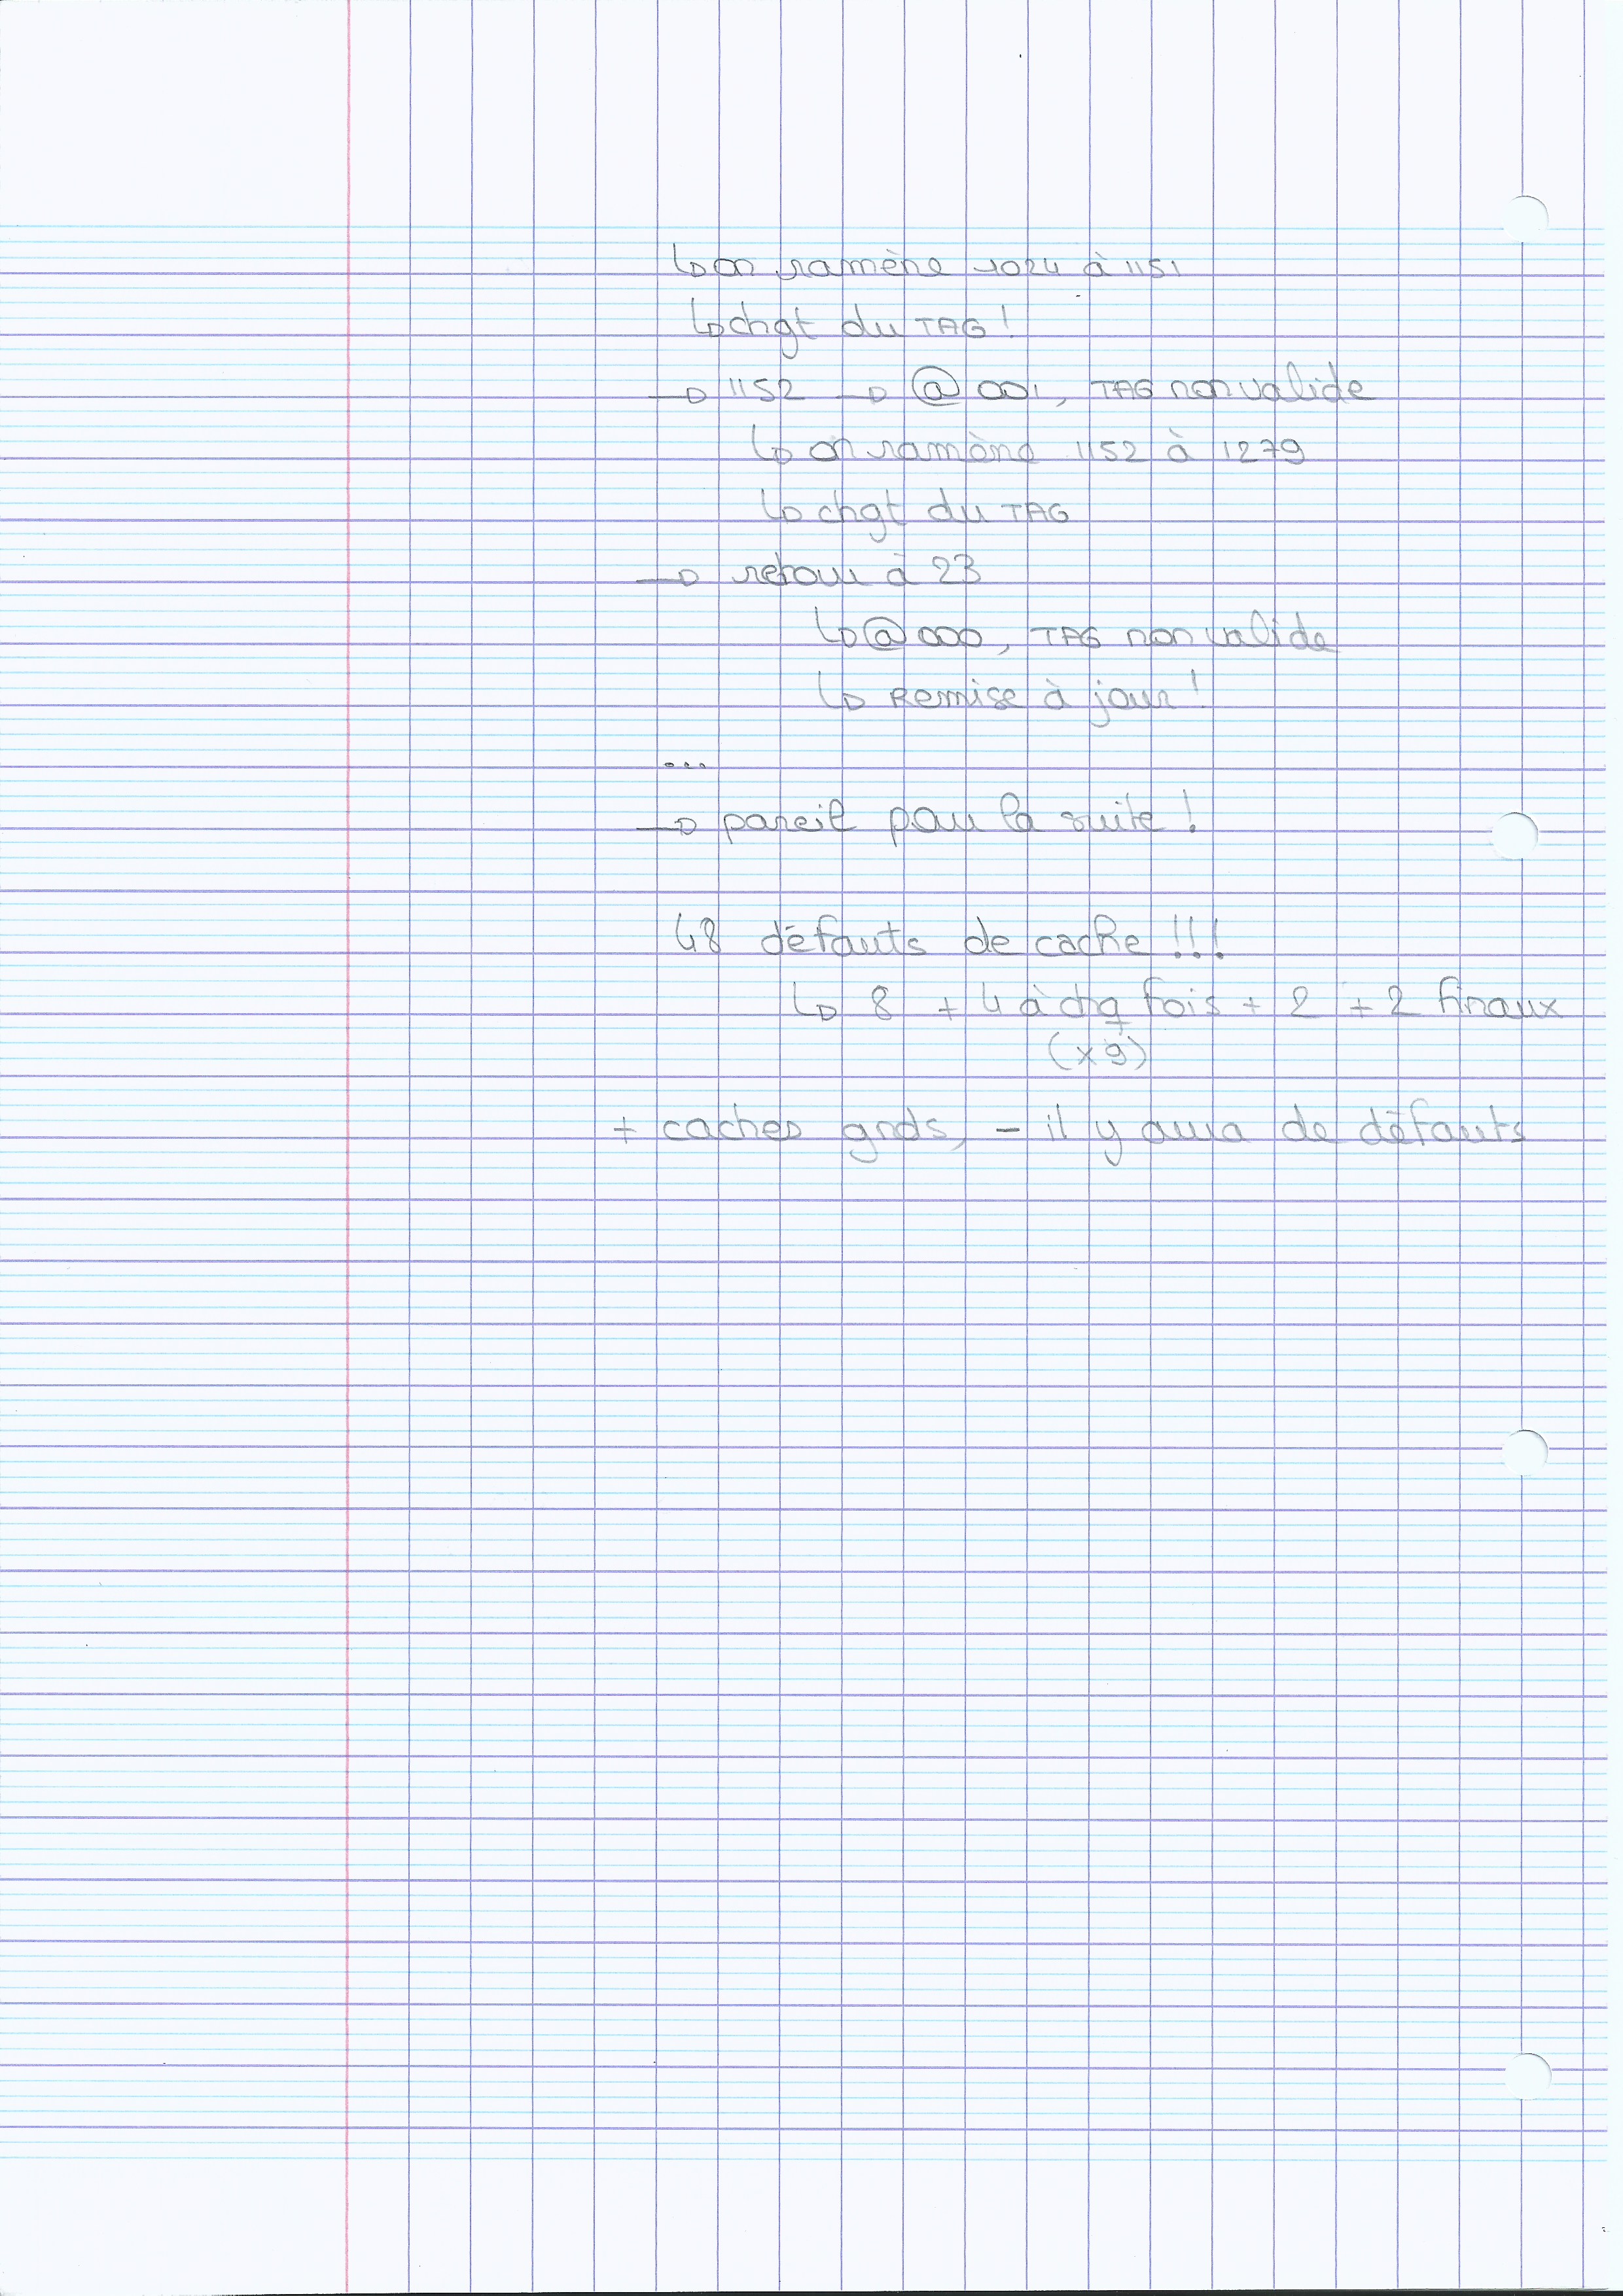 ↳ on ramène 1024 à 1151
↳ chgt du TAG !
→ 1152 → @ 001, TAG non valide
↳ on ramène 1152 à 1279
↳ chgt du TAG
→ retour à 23
↳ @ 000, TAG non valide
↳ Remise à jour !
...
→ pareil pour la suite !
48 défauts de cache !!!
↳ 8 + 4 à chq fois + 2 + 2 finaux
(x 9)
+ caches gnds, - il y aura de défauts